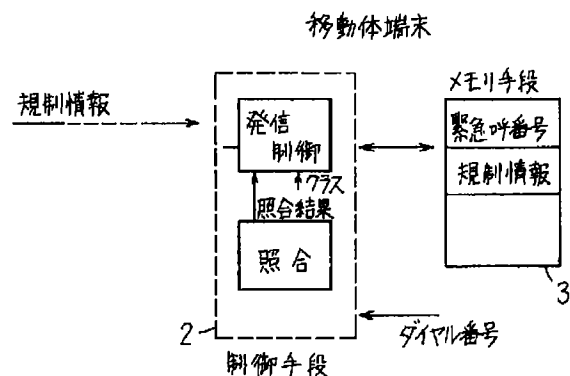 移動体端末
規制情報
メモリ手段
発信
制御
緊急呼番号
規制情報
クラス
照合結果
照合
3
2
ダイヤル番号
制御手段